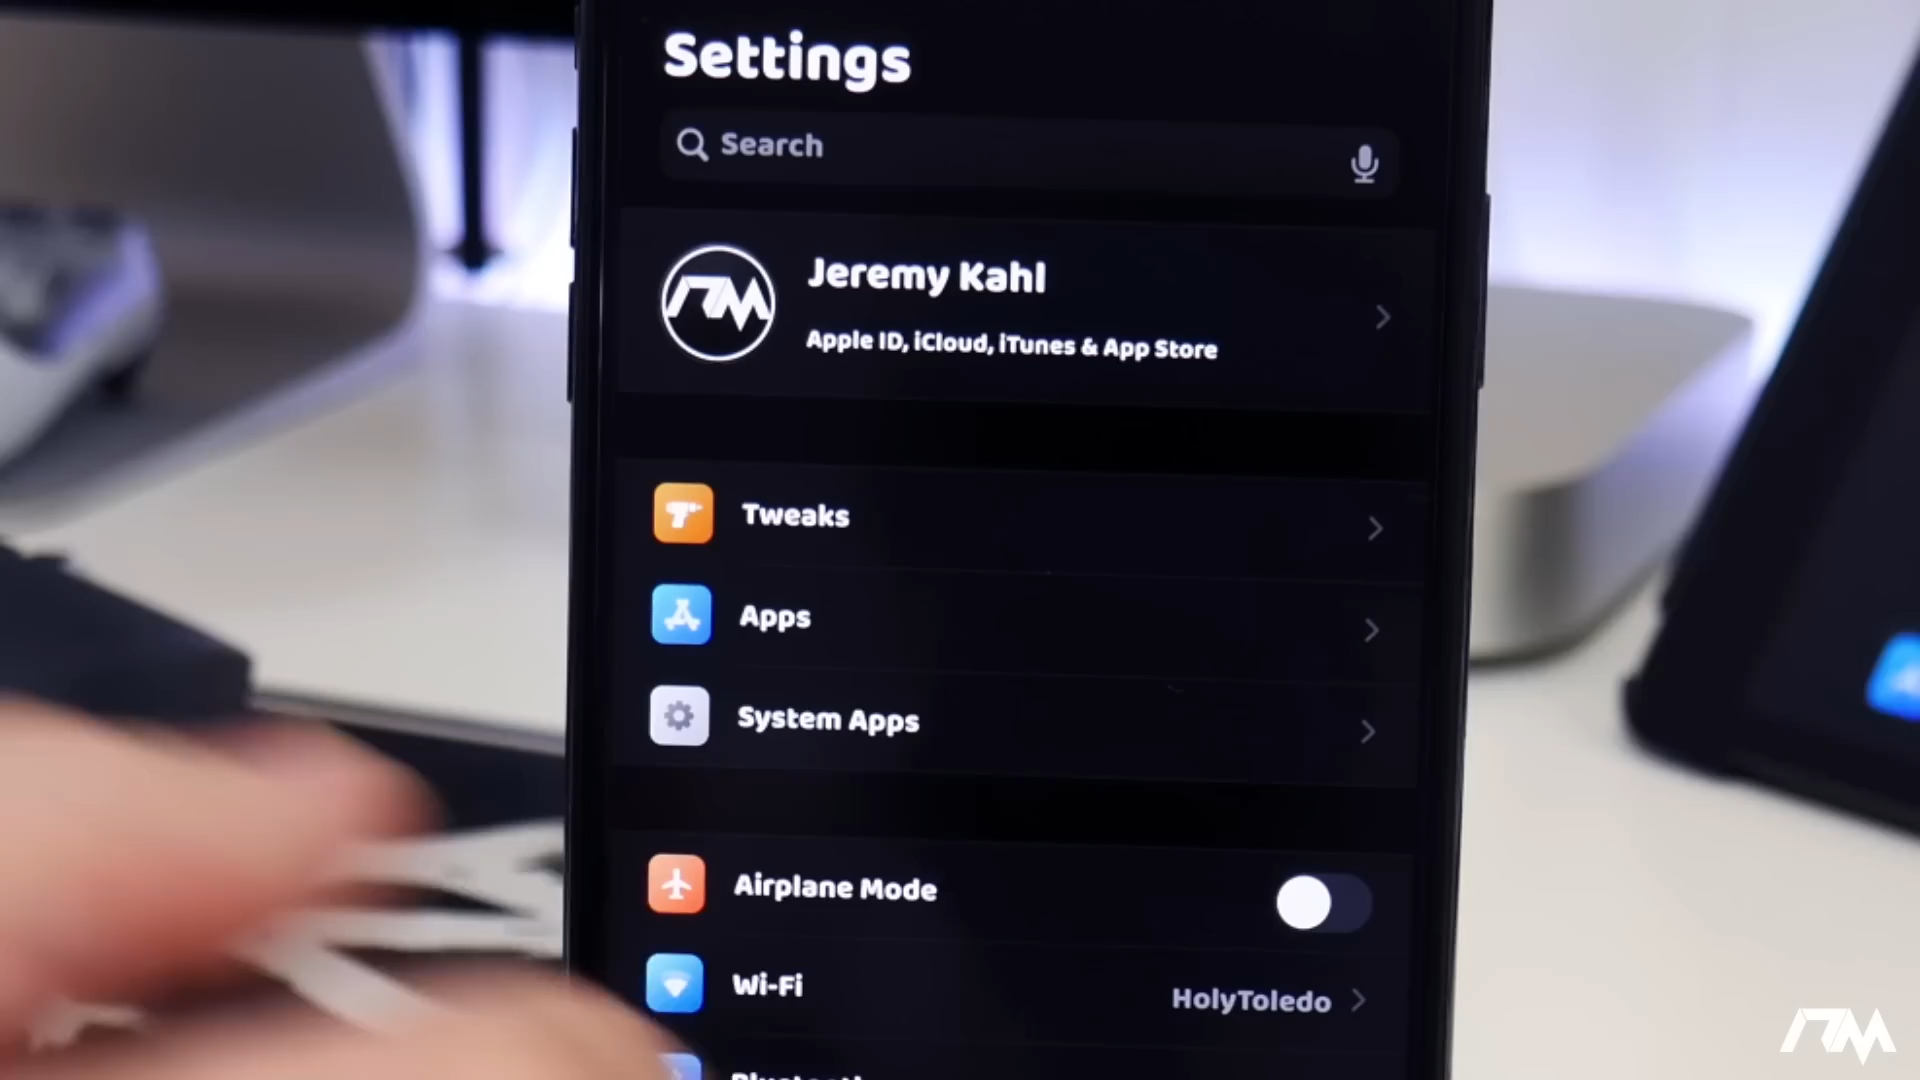 Settings
Search
Jeremy Kahl
Apple ID, iCloud, iTunes & App Store
Tweaks
Apps
System Apps
Airplane Mode
Wi-Fi HolyToledo